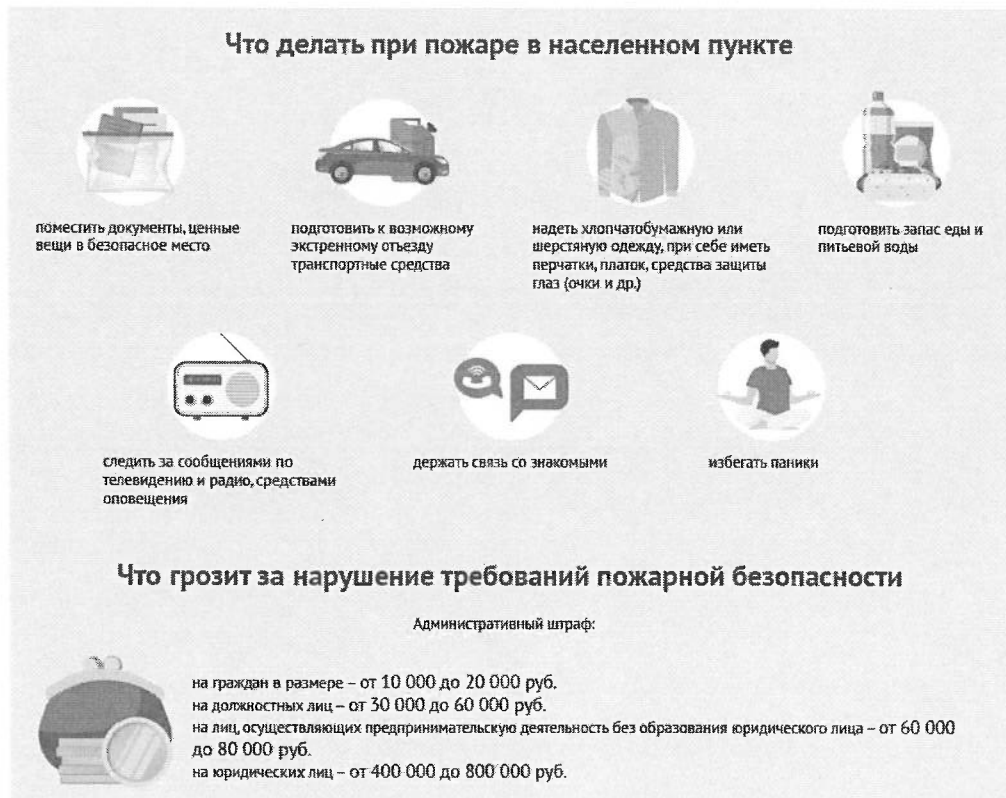 Что делать при пожаре в населенном пункте
поместить документы, ценные
вещи в безопасное место
подготовить к возможному
экстренному отъезду
транспортные средства
надеть хлопчатобумажную или
шерстяную одежду, при себе иметь
перчатки, платок, средства защиты
глаз (очки и др.)
подготовить запас еды и
питьевой воды
следить за сообщениями по
телевидению и радио, средствами
оповещения
держать связь со знакомыми
избегать паники
Что грозит за нарушение требований пожарной безопасности
Административный штраф:
на граждан в размере – от 10 000 до 20 000 руб.
на должностных лиц – от 30 000 до 60 000 руб.
на лиц, осуществляющих предпринимательскую деятельность без образования юридического лица – от 60 000
до 80 000 руб.
на юридических лиц – от 400 000 до 800 000 руб.